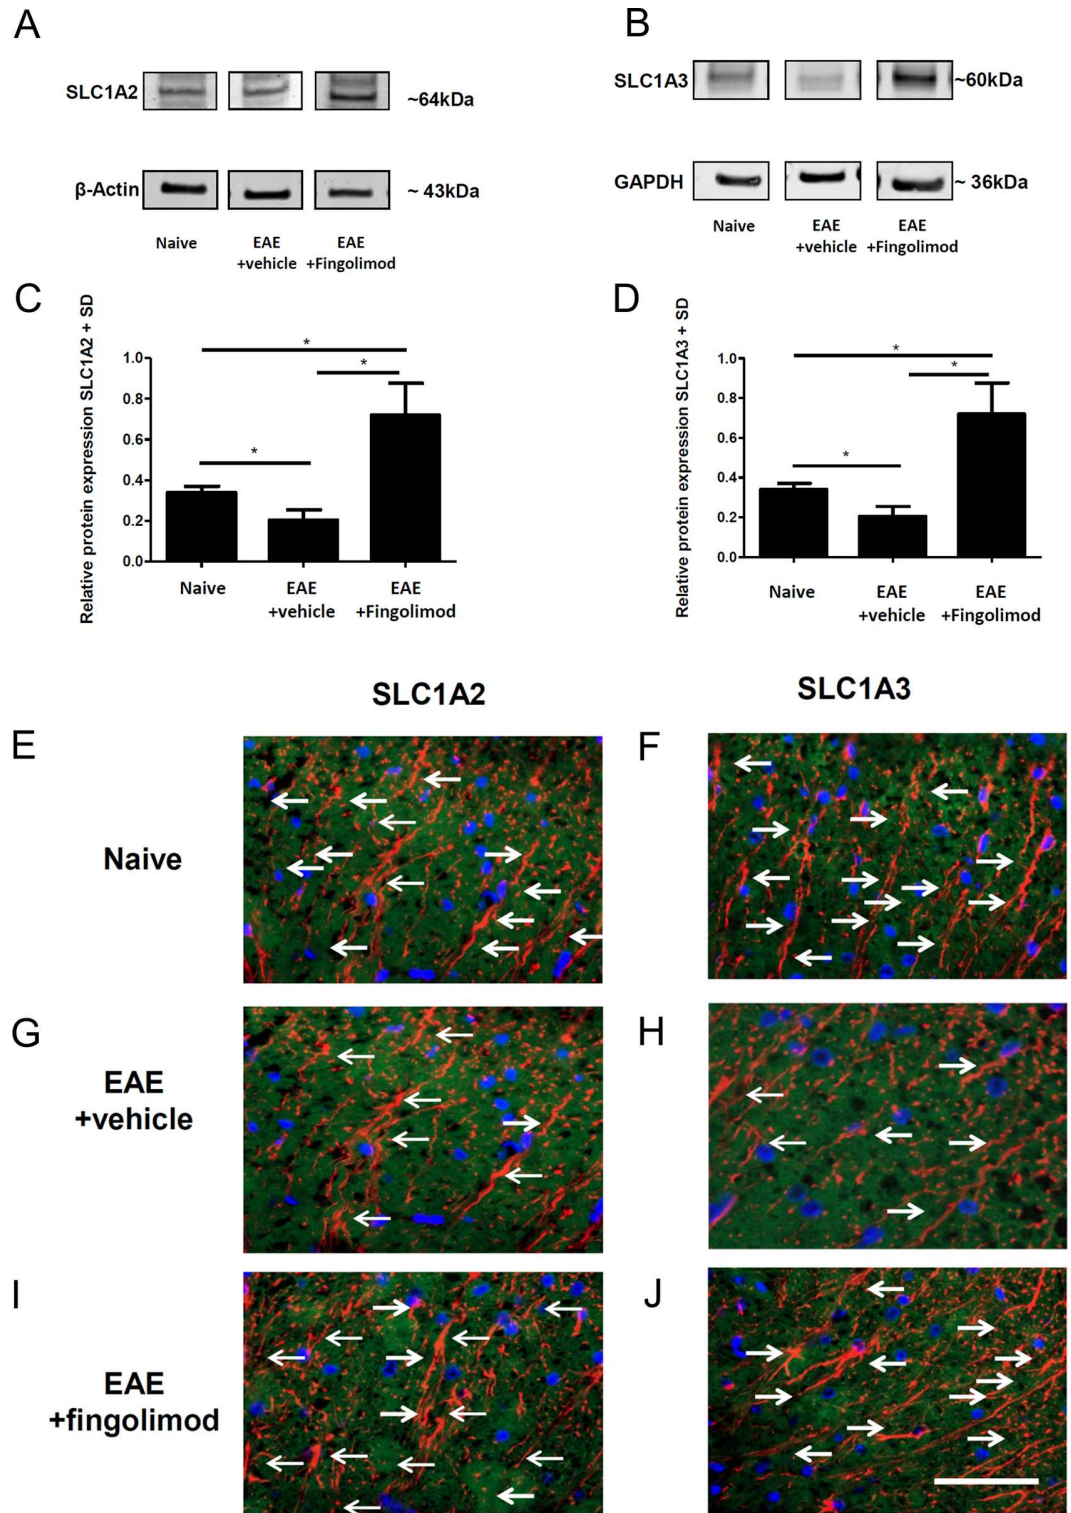 A
SLC1A2
~64kDa
β-Actin
~ 43kDa
Naive
EAE
+vehicle
EAE
+Fingolimod
B
SLC1A3
~60kDa
GAPDH
~ 36kDa
Naive
EAE
+vehicle
EAE
+Fingolimod
C
Relative protein expression SLC1A2 + SD
1.0
0.8
0.6
0.4
0.2
0.0
*
*
*
Naive
EAE
+vehicle
EAE
+Fingolimod
D
Relative protein expression SLC1A3 + SD
1.0
0.8
0.6
0.4
0.2
0.0
*
*
*
Naive
EAE
+vehicle
EAE
+Fingolimod
SLC1A2
SLC1A3
E
F
Naive
G
H
EAE
+vehicle
I
J
EAE
+fingolimod